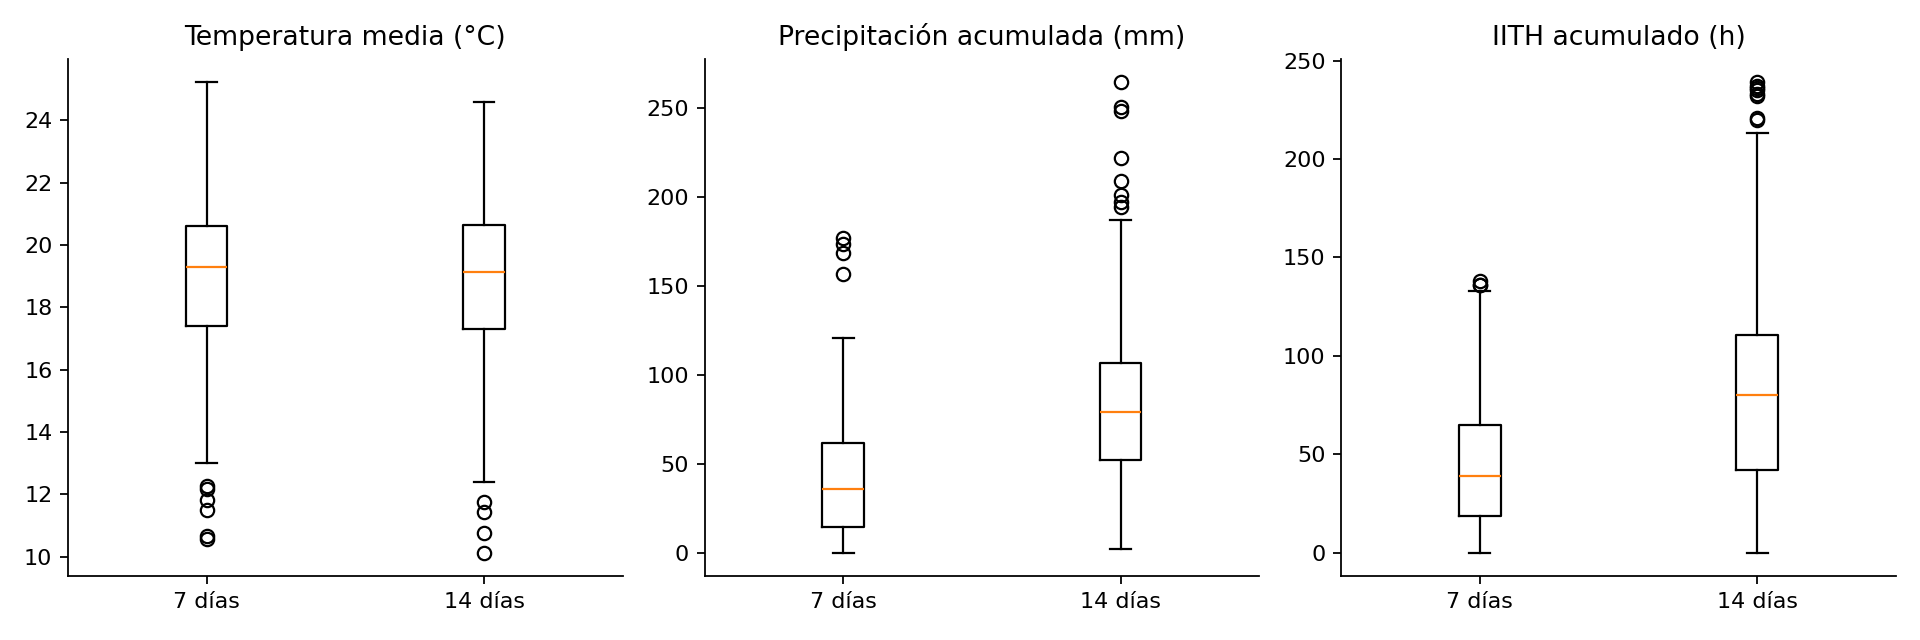 Temperatura media (°C)
24
22
20
18
16
14
12
10
7 días
14 días
Precipitación acumulada (mm)
250
200
150
100
50
0
7 días
14 días
IITH acumulado (h)
250
200
150
100
50
0
7 días
14 días